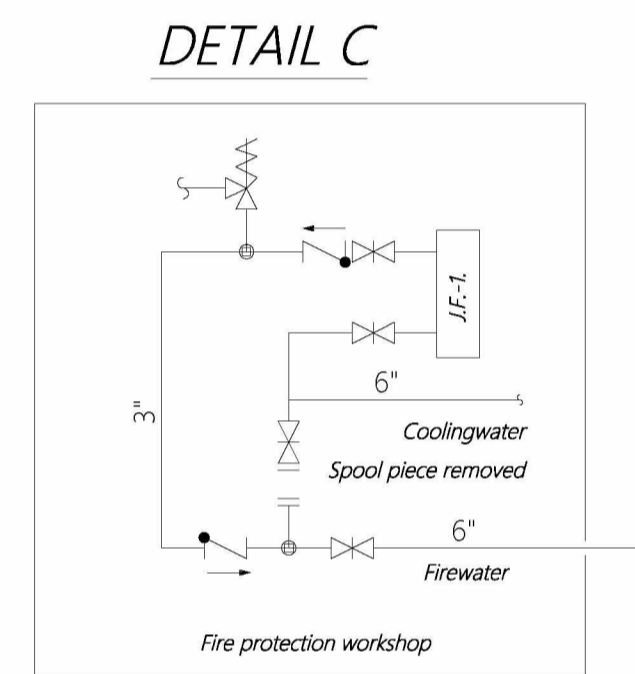 DETAIL C
J.F.-1.
6"
3"
Coolingwater
Spool piece removed
6"
Firewater
Fire protection workshop